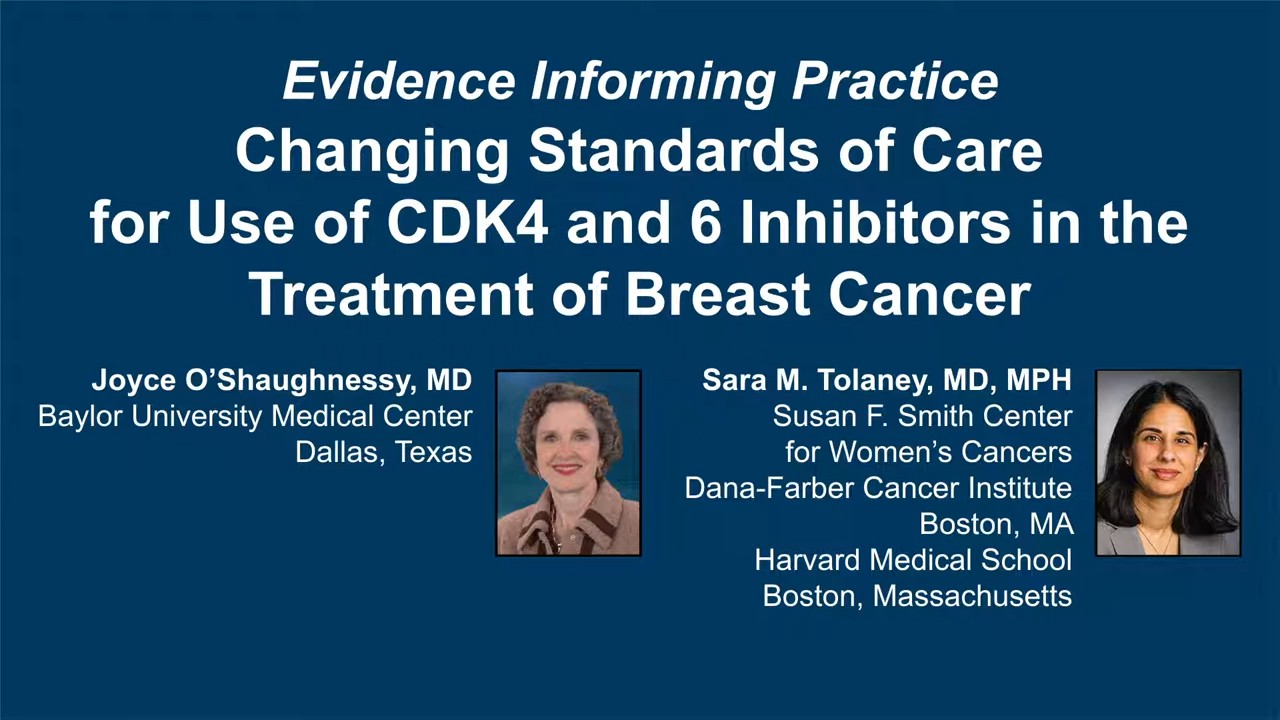 Evidence Informing Practice
Changing Standards of Care
for Use of CDK4 and 6 Inhibitors in the
Treatment of Breast Cancer
Joyce O’Shaughnessy, MD
Baylor University Medical Center
Dallas, Texas
Sara M. Tolaney, MD, MPH
Susan F. Smith Center
for Women’s Cancers
Dana-Farber Cancer Institute
Boston, MA
Harvard Medical School
Boston, Massachusetts